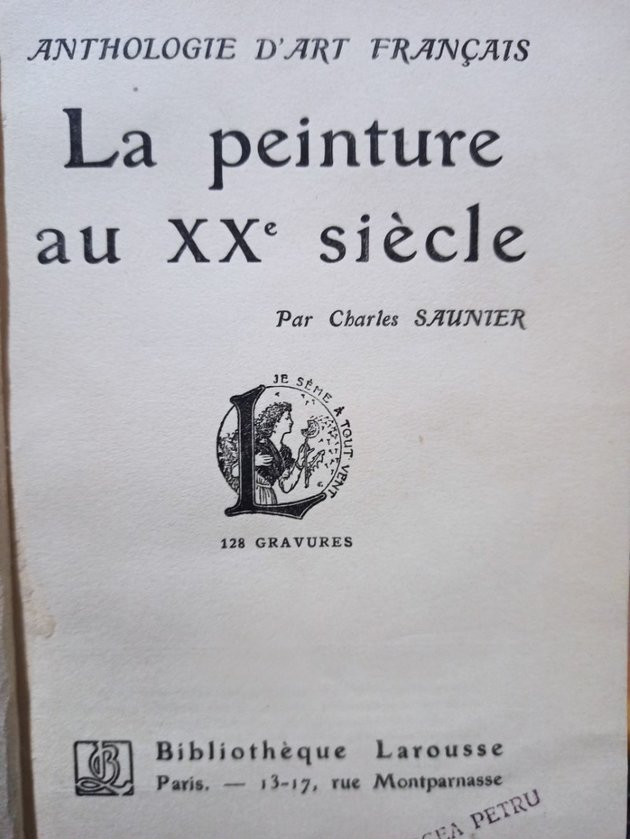 ANTHOLOGIE D'ART FRANÇAIS
La peinture
au XXe siècle
Par Charles SAUNIER
JE SÈME À TOUT VENT
L
128 GRAVURES
Bibliothèque Larousse
Paris. — 13-17, rue Montparnasse
PETRU